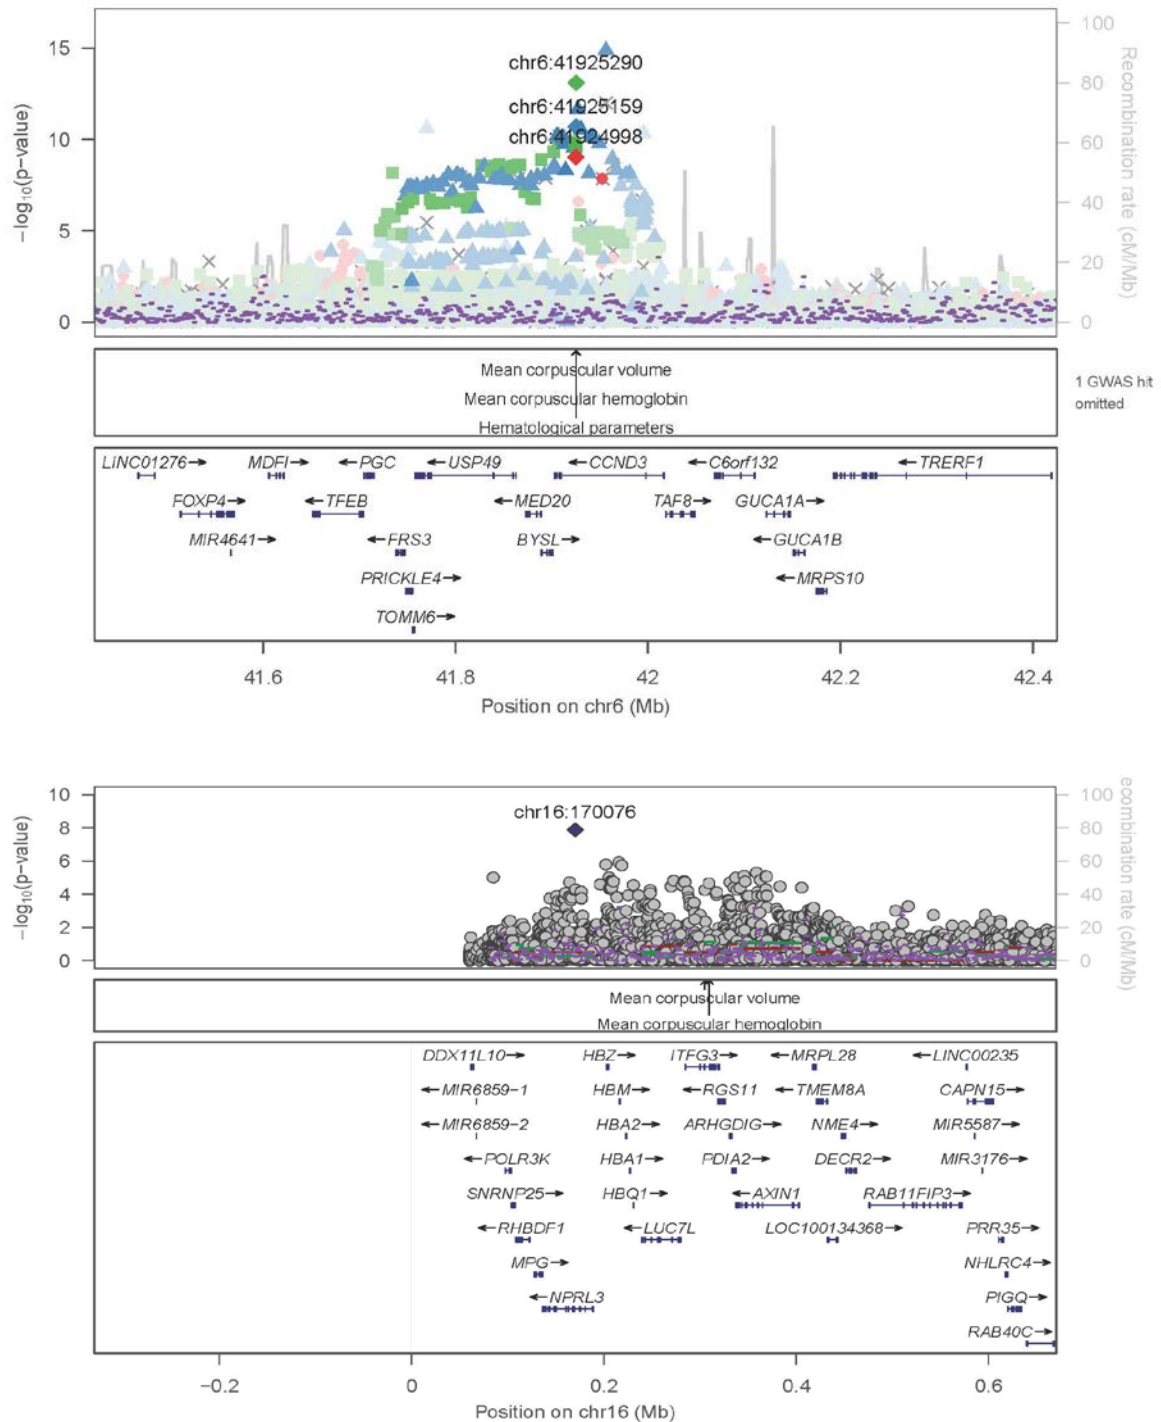 15
10
5
0
−log10(p−value)
chr6:41925290
chr6:41925159
chr6:41924998
100
80
60
40
20
0
Recombination rate (cM/Mb)
Mean corpuscular volume
Mean corpuscular hemoglobin
Hematological parameters
1 GWAS hit
omitted
LINC01276 MDFI PGC USP49 CCND3 C6orf132 TRERF1
FOXP4 TFEB MED20 TAF8 GUCA1A
MIR4641 FRS3 BYSL GUCA1B
PRICKLE4 MRPS10
TOMM6
41.6 41.8 42 42.2 42.4
Position on chr6 (Mb)
10
8
6
4
2
0
−log10(p−value)
chr16:170076
100
80
60
40
20
0
ecombination rate (cM/Mb)
Mean corpuscular volume
Mean corpuscular hemoglobin
DDX11L10 HBZ ITFG3 MRPL28 LINC00235
MIR6859-1 HBM RGS11 TMEM8A CAPN15
MIR6859-2 HBA2 ARHGDIG NME4 MIR5587
POLR3K HBA1 PDIA2 DECR2 MIR3176
SNRNP25 HBQ1 AXIN1 RAB11FIP3
RHBDF1 LUC7L LOC100134368 PRR35
MPG NHLRC4
NPRL3 PIGQ
RAB40C
−0.2 0 0.2 0.4 0.6
Position on chr16 (Mb)